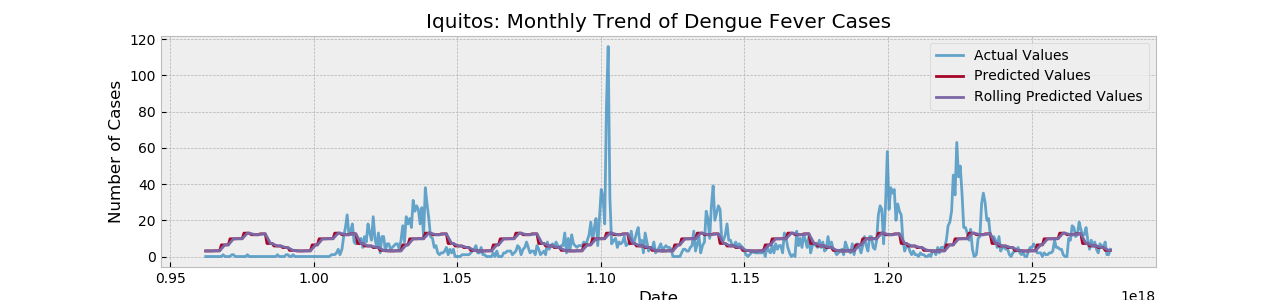 Iquitos: Monthly Trend of Dengue Fever Cases
Number of Cases
120
100
80
60
40
20
0
Actual Values
Predicted Values
Rolling Predicted Values
0.95 1.00 1.05 1.10 1.15 1.20 1.25
1e18
Date